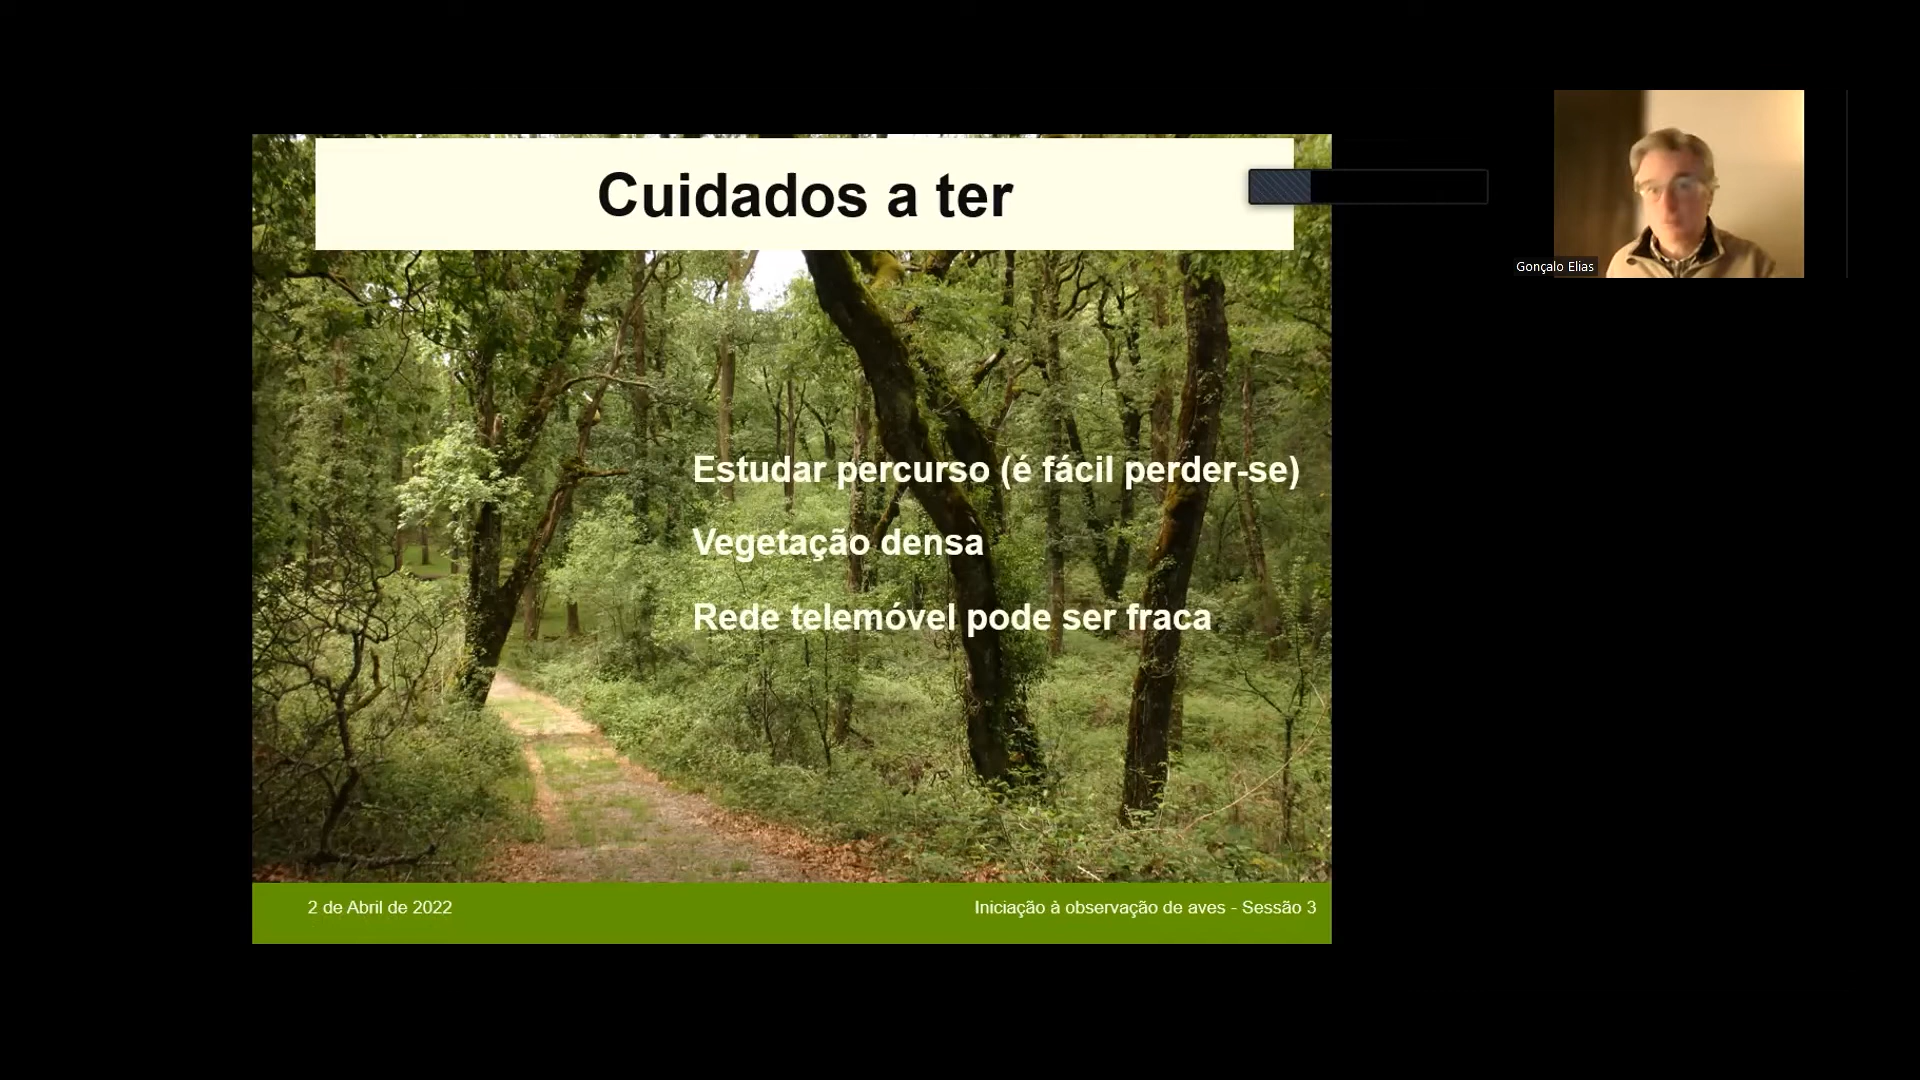 Cuidados a ter
Gonçalo Elias
Estudar percurso (é fácil perder-se)
Vegetação densa
Rede telemóvel pode ser fraca
2 de Abril de 2022
Iniciação à observação de aves - Sessão 3